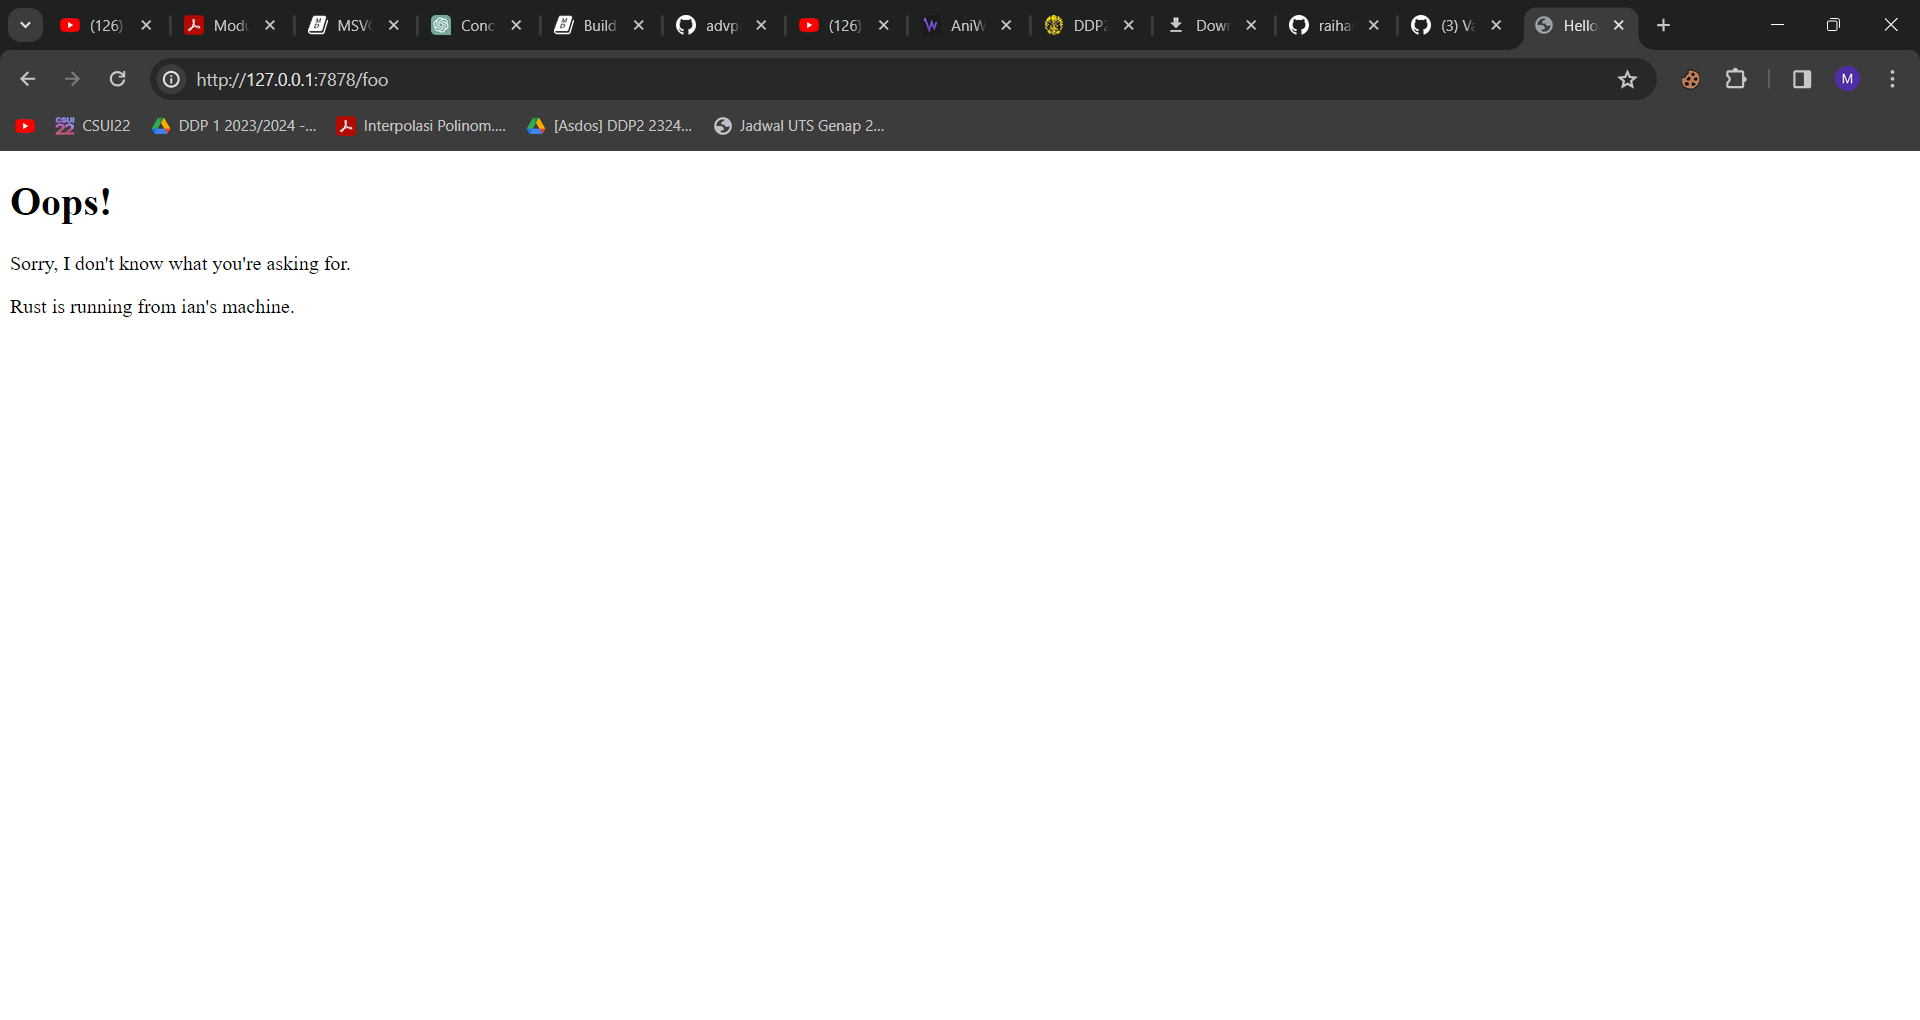 (126) Modu MSVC Conc Build advp (126) AniW DDP2 Down raiha (3) Va Hello
http://127.0.0.1:7878/foo M
CSUI22 DDP 1 2023/2024 -... Interpolasi Polinom.... [Asdos] DDP2 2324... Jadwal UTS Genap 2...
Oops!
Sorry, I don't know what you're asking for.
Rust is running from ian's machine.